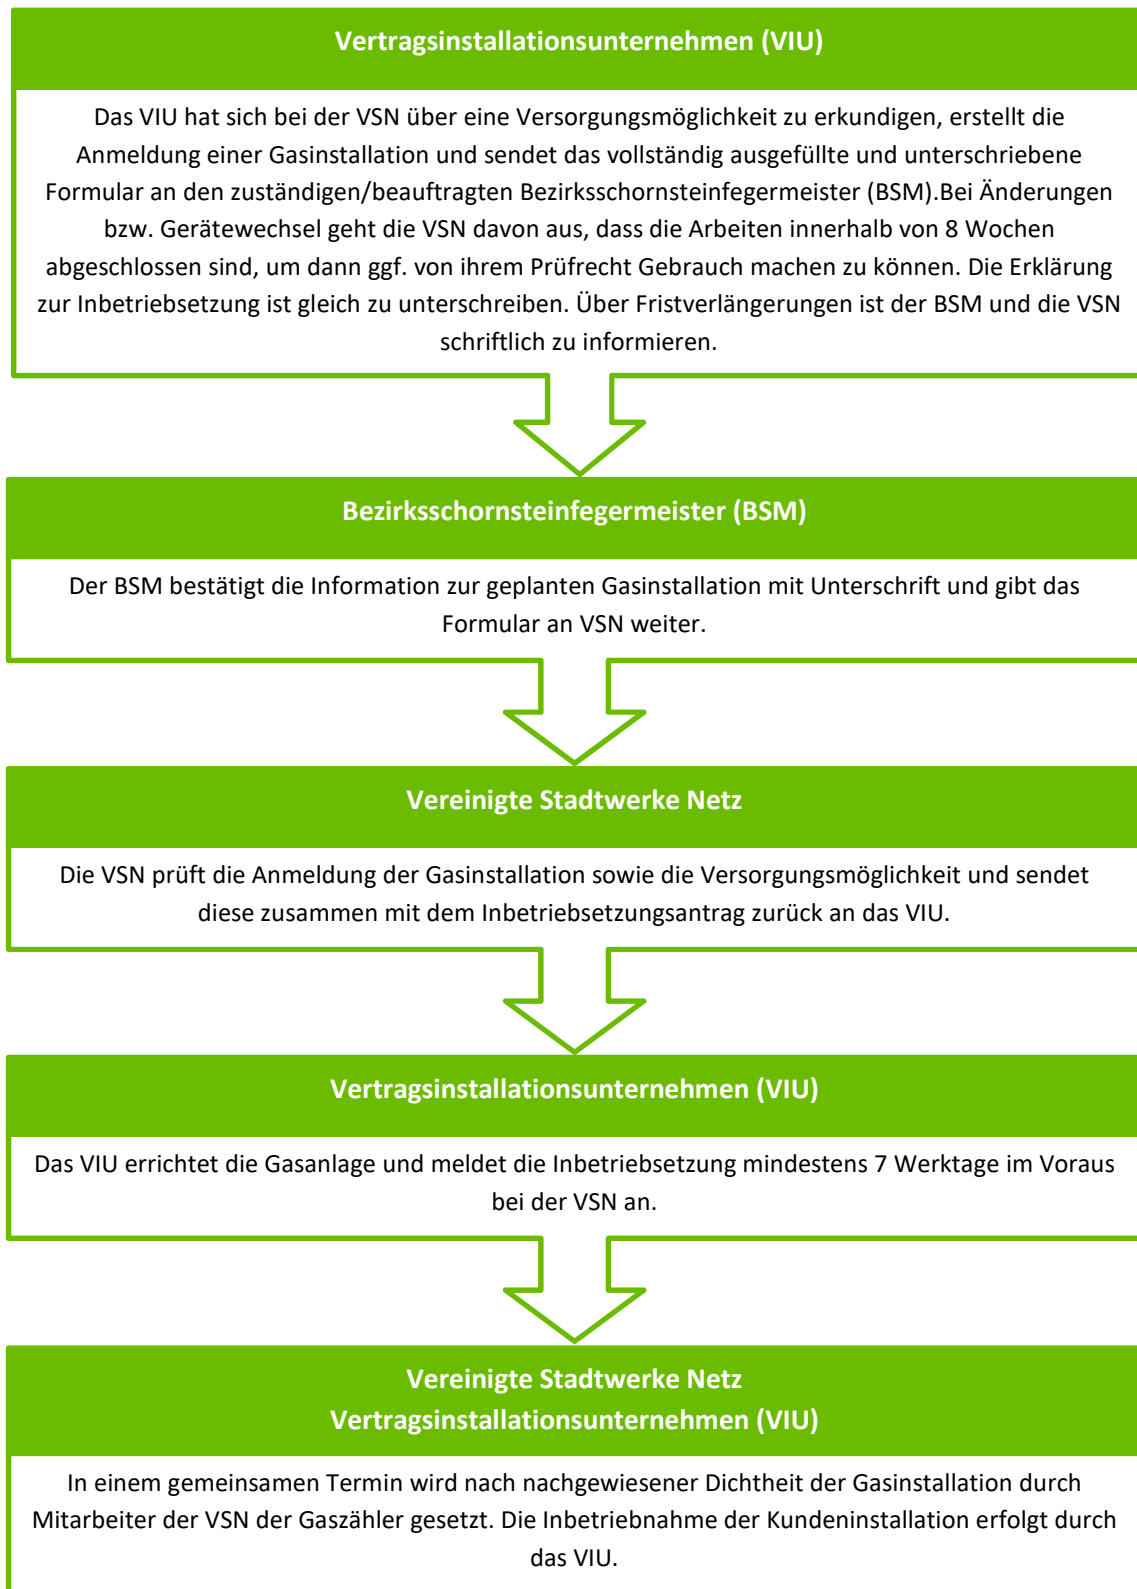 Vertragsinstallationsunternehmen (VIU)
Das VIU hat sich bei der VSN über eine Versorgungsmöglichkeit zu erkundigen, erstellt die
Anmeldung einer Gasinstallation und sendet das vollständig ausgefüllte und unterschriebene
Formular an den zuständigen/beauftragten Bezirksschornsteinfegermeister (BSM).Bei Änderungen
bzw. Gerätewechsel geht die VSN davon aus, dass die Arbeiten innerhalb von 8 Wochen
abgeschlossen sind, um dann ggf. von ihrem Prüfrecht Gebrauch machen zu können. Die Erklärung
zur Inbetriebsetzung ist gleich zu unterschreiben. Über Fristverlängerungen ist der BSM und die VSN
schriftlich zu informieren.
Bezirksschornsteinfegermeister (BSM)
Der BSM bestätigt die Information zur geplanten Gasinstallation mit Unterschrift und gibt das
Formular an VSN weiter.
Vereinigte Stadtwerke Netz
Die VSN prüft die Anmeldung der Gasinstallation sowie die Versorgungsmöglichkeit und sendet
diese zusammen mit dem Inbetriebsetzungsantrag zurück an das VIU.
Vertragsinstallationsunternehmen (VIU)
Das VIU errichtet die Gasanlage und meldet die Inbetriebsetzung mindestens 7 Werktage im Voraus
bei der VSN an.
Vereinigte Stadtwerke Netz
Vertragsinstallationsunternehmen (VIU)
In einem gemeinsamen Termin wird nach nachgewiesener Dichtheit der Gasinstallation durch
Mitarbeiter der VSN der Gaszähler gesetzt. Die Inbetriebnahme der Kundeninstallation erfolgt durch
das VIU.